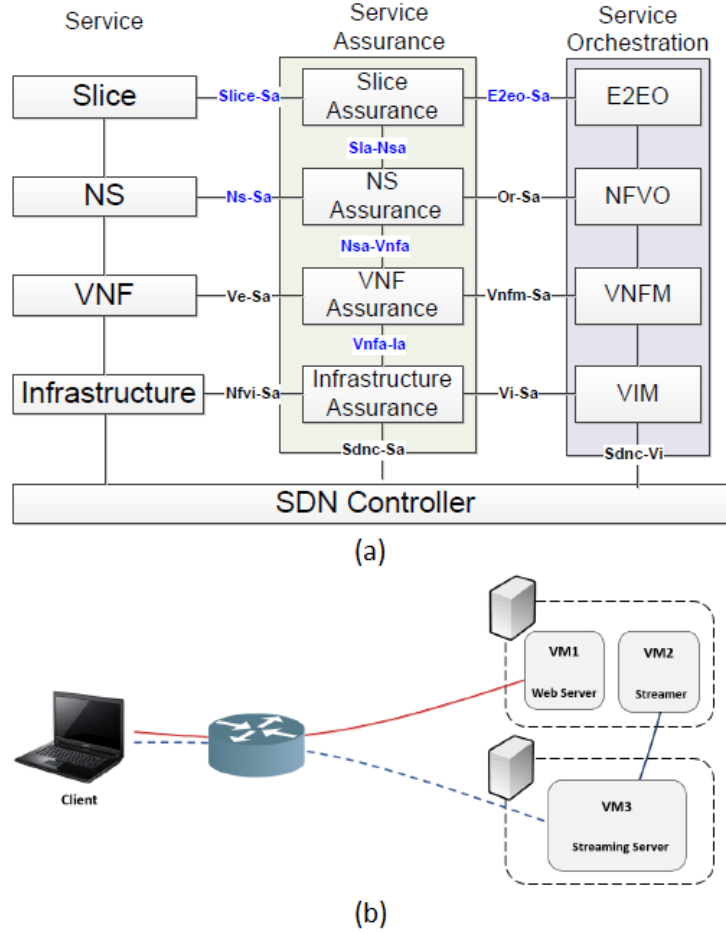 Service
Service
Assurance
Service
Orchestration
Slice
Slice-Sa
Slice
Assurance
E2eo-Sa
E2EO
Sla-Nsa
NS
Ns-Sa
NS
Assurance
Or-Sa
NFVO
Nsa-Vnfa
VNF
Ve-Sa
VNF
Assurance
Vnfm-Sa
VNFM
Vnfa-Ia
Infrastructure
Nfvi-Sa
Infrastructure
Assurance
Vi-Sa
VIM
Sdnc-Sa
Sdnc-Vi
SDN Controller
(a)
VM1
Web Server
VM2
Streamer
Client
VM3
Streaming Server
(b)